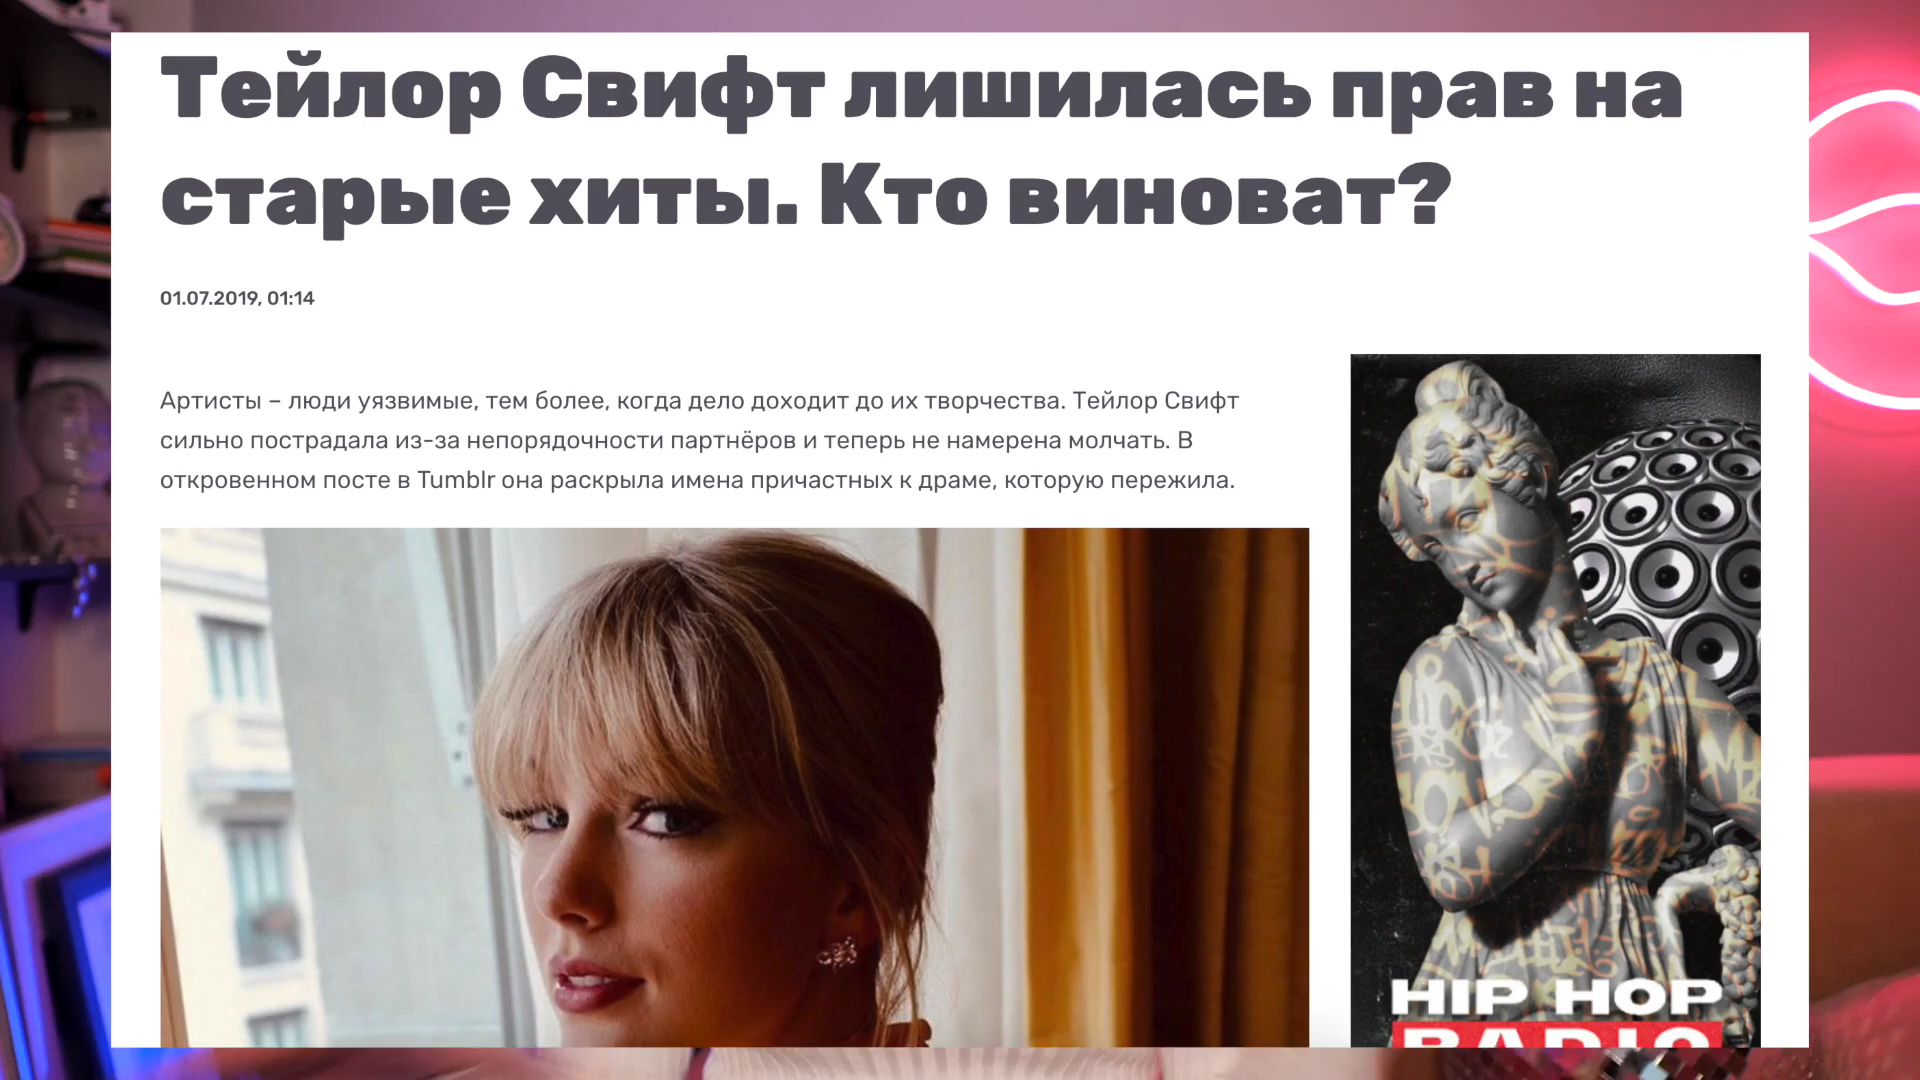 Тейлор Свифт лишилась прав на
старые хиты. Кто виноват?
01.07.2019, 01:14
Артисты – люди уязвимые, тем более, когда дело доходит до их творчества. Тейлор Свифт
сильно пострадала из-за непорядочности партнёров и теперь не намерена молчать. В
откровенном посте в Tumblr она раскрыла имена причастных к драме, которую пережила.
HIP HOP
RADIO